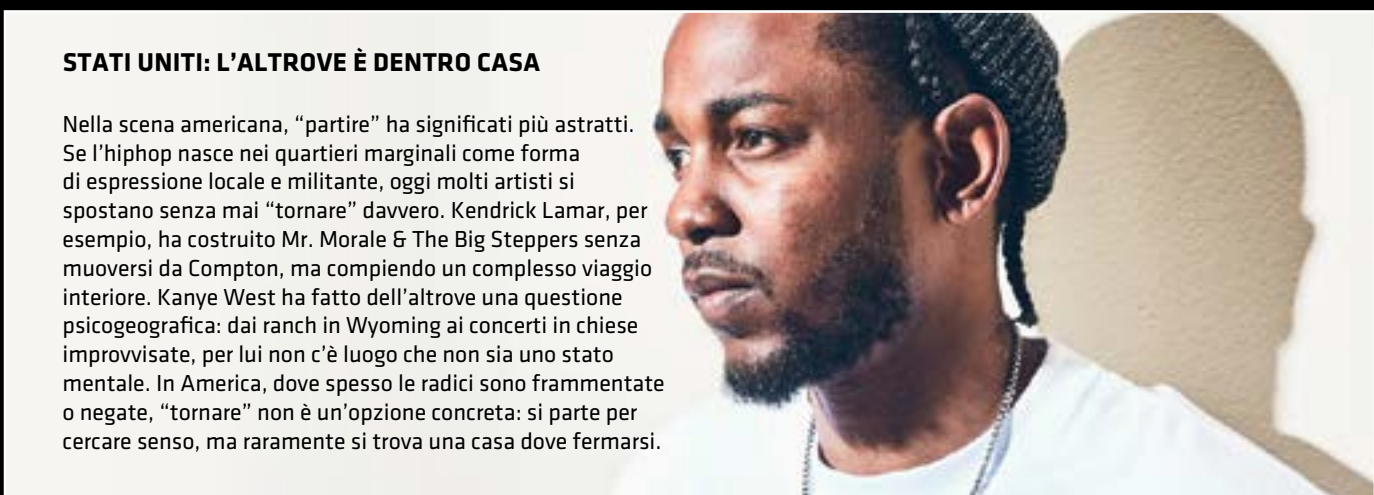 STATI UNITI: L’ALTROVE È DENTRO CASA
Nella scena americana, “partire” ha significati più astratti.
Se l’hiphop nasce nei quartieri marginali come forma
di espressione locale e militante, oggi molti artisti si
spostano senza mai “tornare” davvero. Kendrick Lamar, per
esempio, ha costruito Mr. Morale & The Big Steppers senza
muoversi da Compton, ma compiendo un complesso viaggio
interiore. Kanye West ha fatto dell’altrove una questione
psicogeografica: dai ranch in Wyoming ai concerti in chiese
improvvisate, per lui non c’è luogo che non sia uno stato
mentale. In America, dove spesso le radici sono frammentate
o negate, “tornare” non è un’opzione concreta: si parte per
cercare senso, ma raramente si trova una casa dove fermarsi.